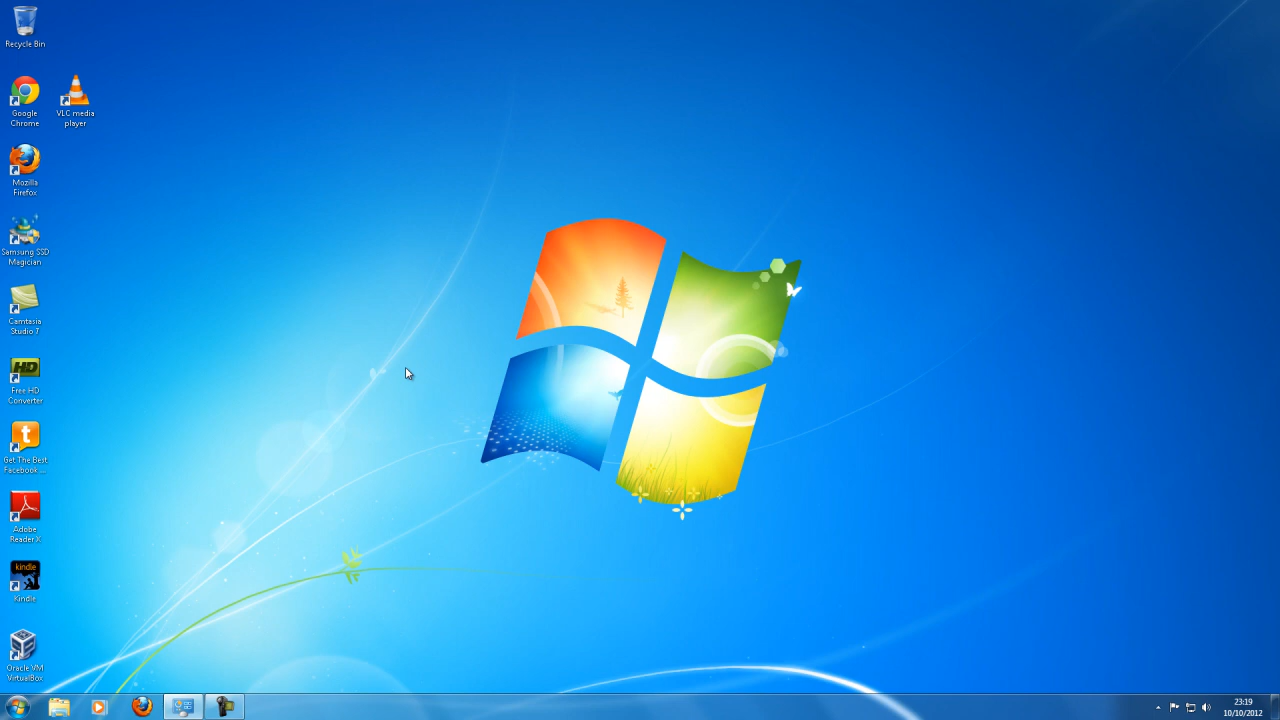 Recycle Bin
Google
Chrome
VLC media
player
Mozilla
Firefox
Samsung SSD
Magician
Camtasia
Studio 7
HD
Free HD
Converter
t
Get The Best
Facebook ...
Adobe
Reader X
kindle
Kindle
Oracle VM
VirtualBox
23:19
10/10/2012